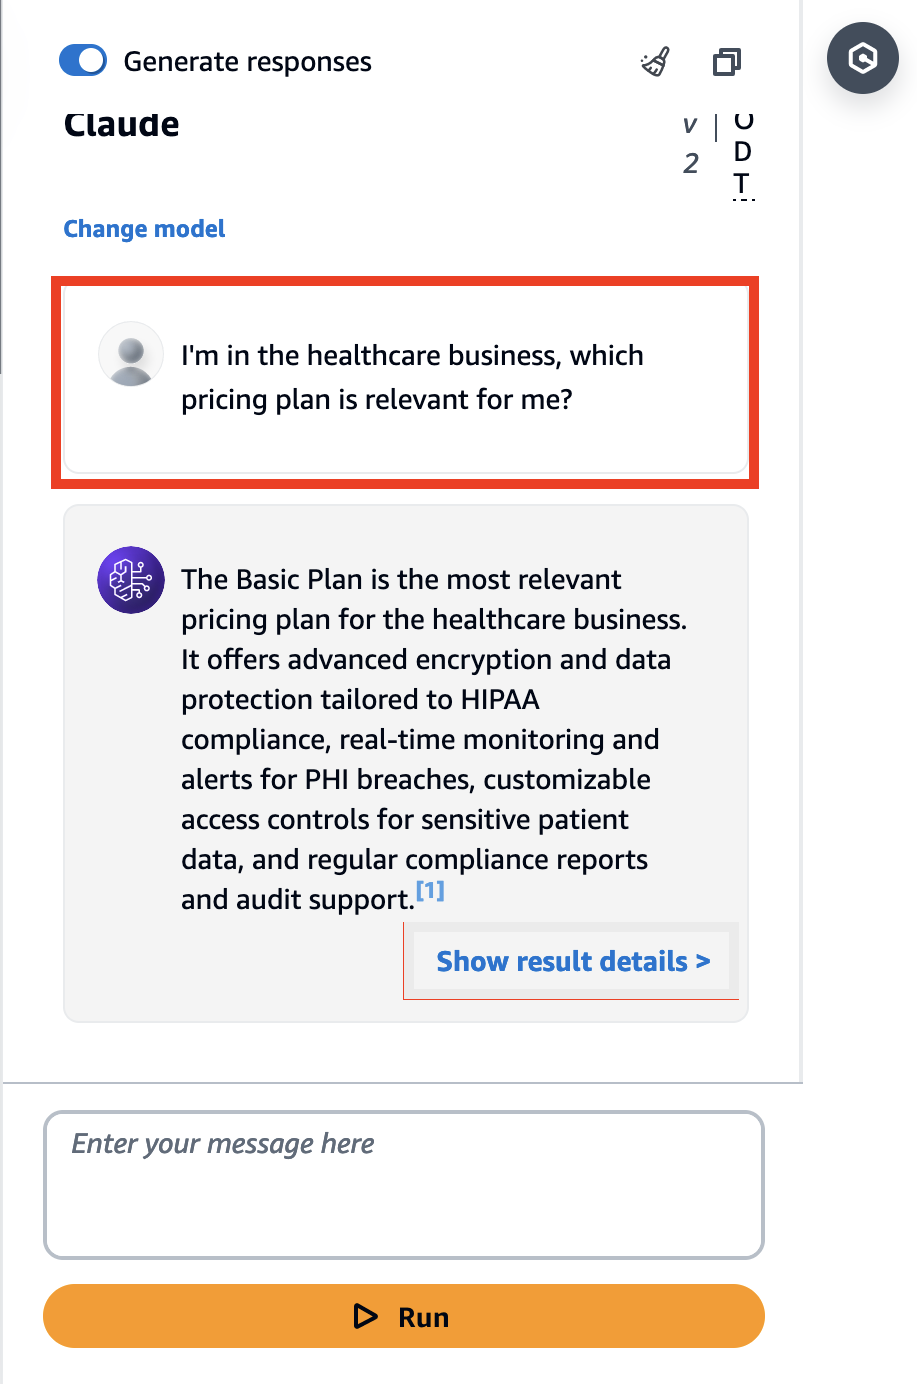 Generate responses
Claude
v
2
|
O
D
T
Change model
I'm in the healthcare business, which
pricing plan is relevant for me?
The Basic Plan is the most relevant
pricing plan for the healthcare business.
It offers advanced encryption and data
protection tailored to HIPAA
compliance, real-time monitoring and
alerts for PHI breaches, customizable
access controls for sensitive patient
data, and regular compliance reports
and audit support.[1]
Show result details >
Enter your message here
Run